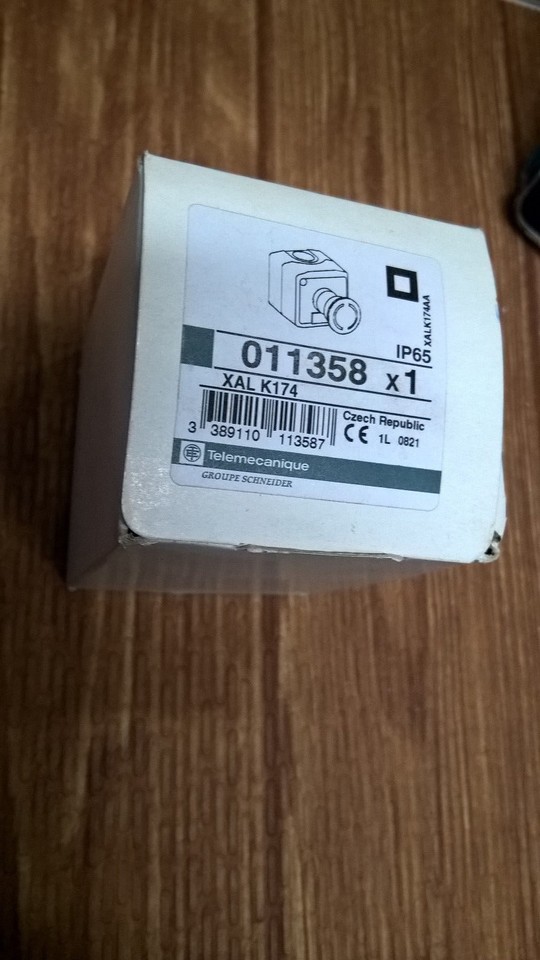 XALK174AA
IP65
011358 x1
XAL K174
Czech Republic
3 389110 113587
CE 1L 0821
Telemecanique
GROUPE SCHNEIDER